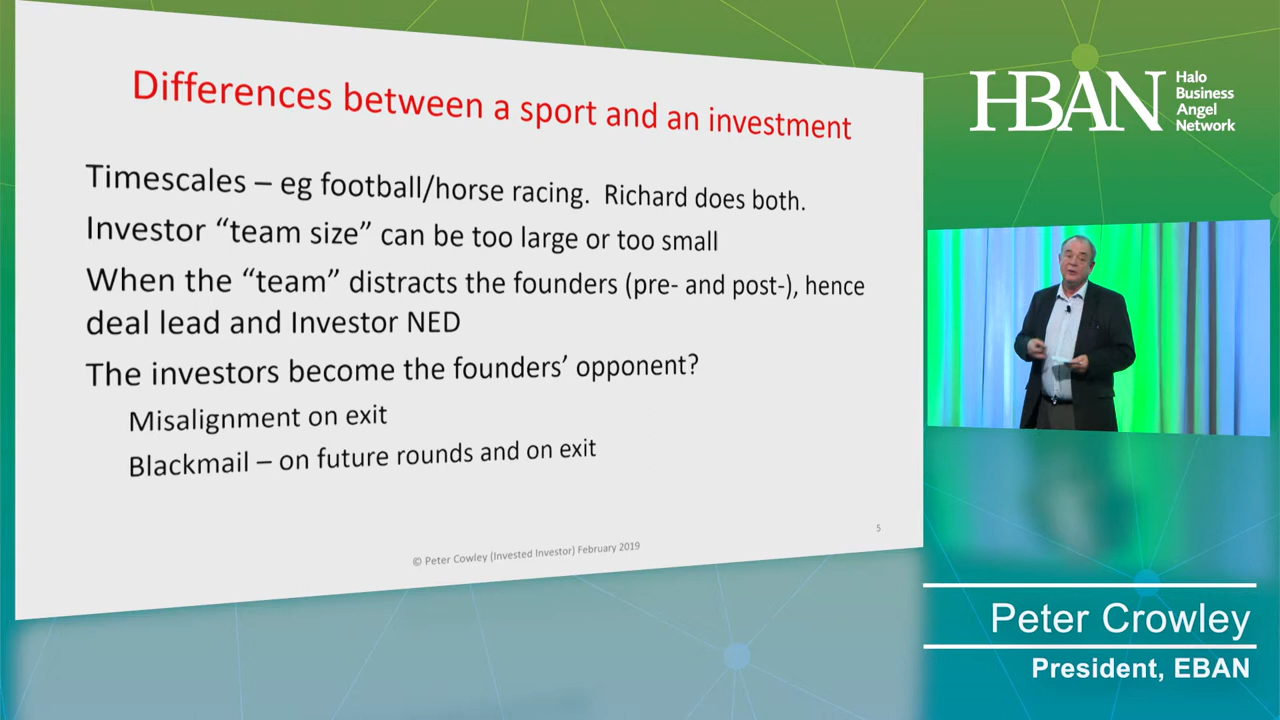 Differences between a sport and an investment
Timescales – eg football/horse racing.  Richard does both.
Investor “team size” can be too large or too small
When the “team” distracts the founders (pre- and post-), hence
deal lead and Investor NED
The investors become the founders’ opponent?
Misalignment on exit
Blackmail – on future rounds and on exit
5
© Peter Cowley (Invested Investor) February 2019
HBAN
Halo
Business
Angel
Network
Peter Crowley
President, EBAN